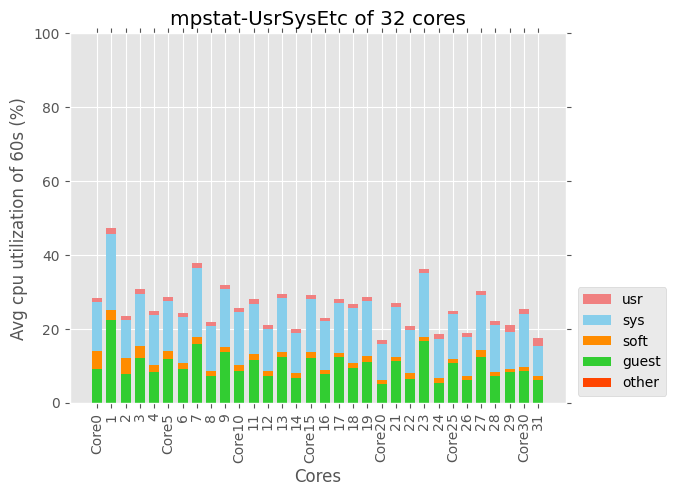 mpstat-UsrSysEtc of 32 cores
Avg cpu utilization of 60s (%)
100
80
60
40
20
0
Core0
1
2
3
4
Core5
6
7
8
9
Core10
11
12
13
14
Core15
16
17
18
19
Core20
21
22
23
24
Core25
26
27
28
29
Core30
31
Cores
usr
sys
soft
guest
other